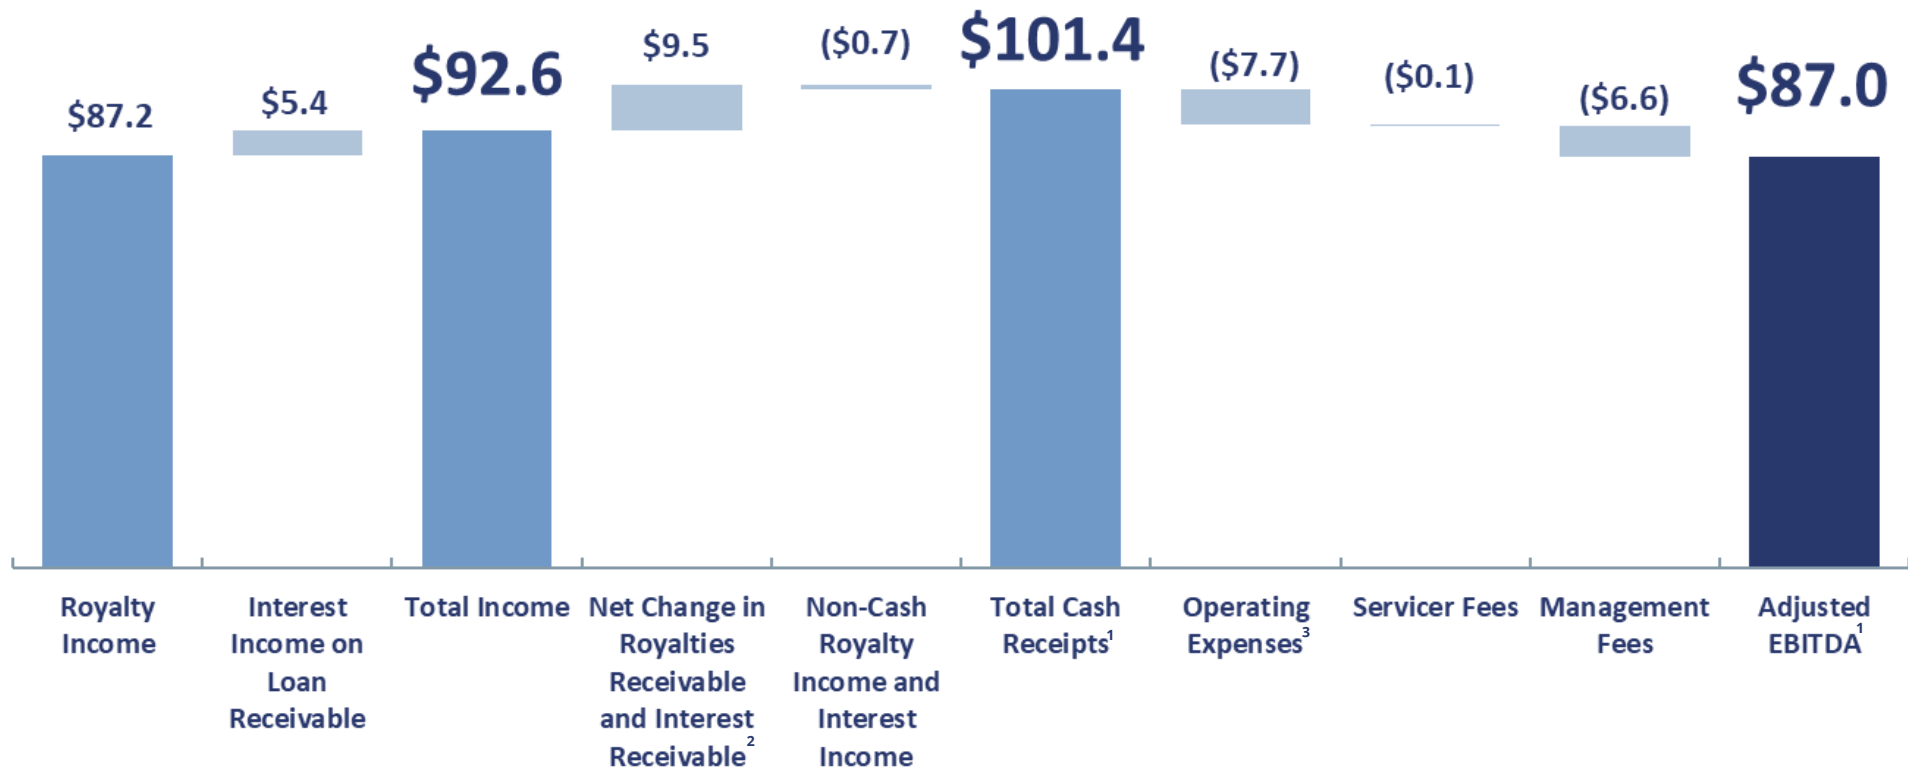 $87.2
$5.4
$92.6
$9.5
($0.7)
$101.4
($7.7)
($0.1)
($6.6)
$87.0
Royalty
Income
Interest
Income on
Loan
Receivable
Total Income
Net Change in
Royalties
Receivable
and Interest
Receivable2
Non-Cash
Royalty
Income and
Interest
Income
Total Cash
Receipts1
Operating
Expenses3
Servicer Fees
Management
Fees
Adjusted
EBITDA1